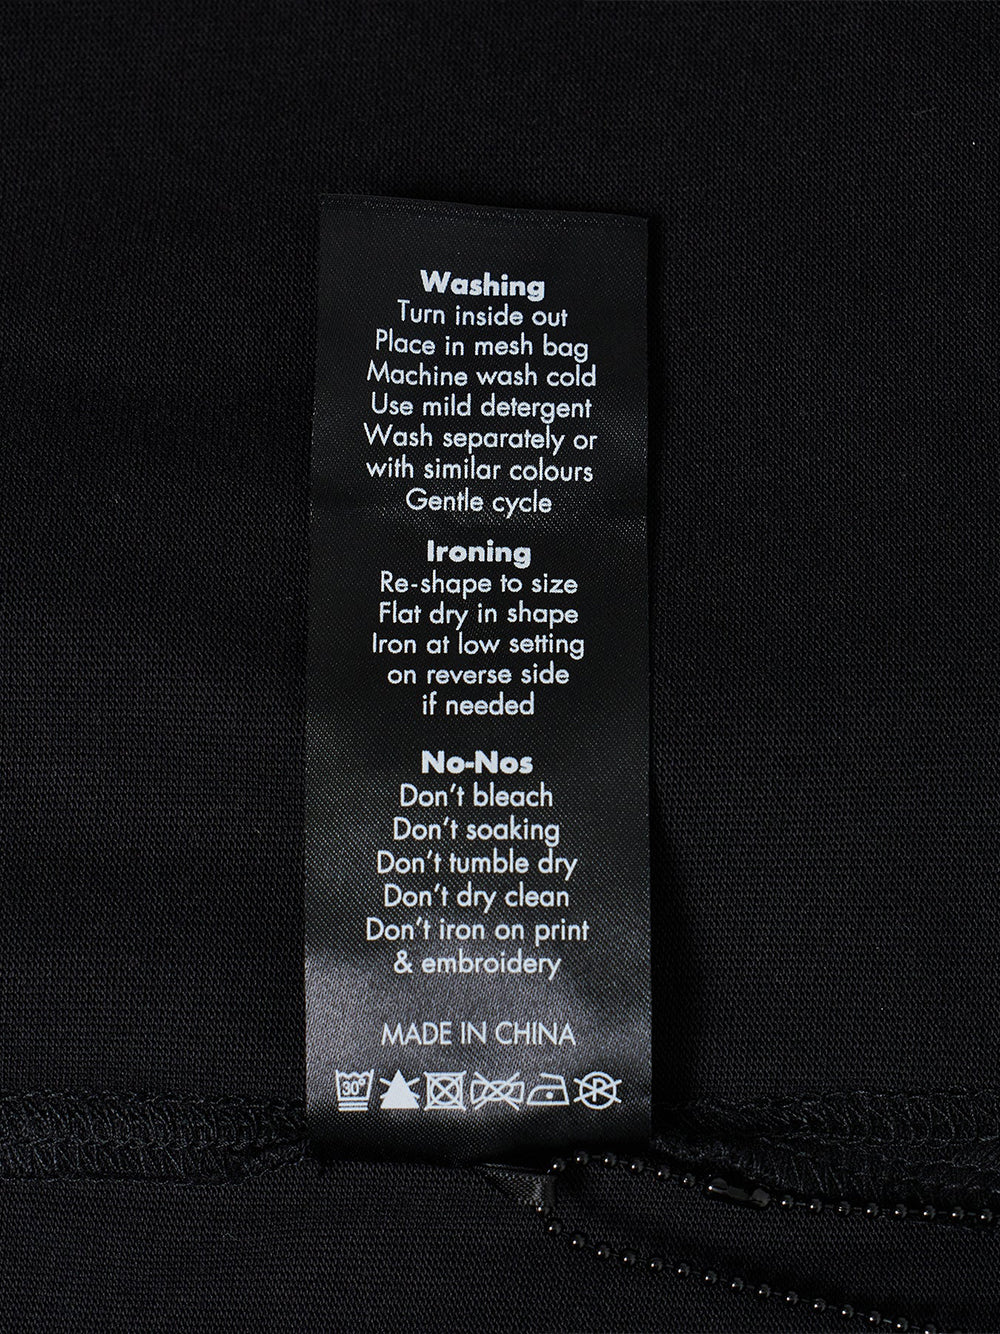 Washing
Turn inside out
Place in mesh bag
Machine wash cold
Use mild detergent
Wash separately or
with similar colours
Gentle cycle
Ironing
Re-shape to size
Flat dry in shape
Iron at low setting
on reverse side
if needed
No-Nos
Don't bleach
Don't soaking
Don't tumble dry
Don't dry clean
Don't iron on print
& embroidery
MADE IN CHINA
30° P